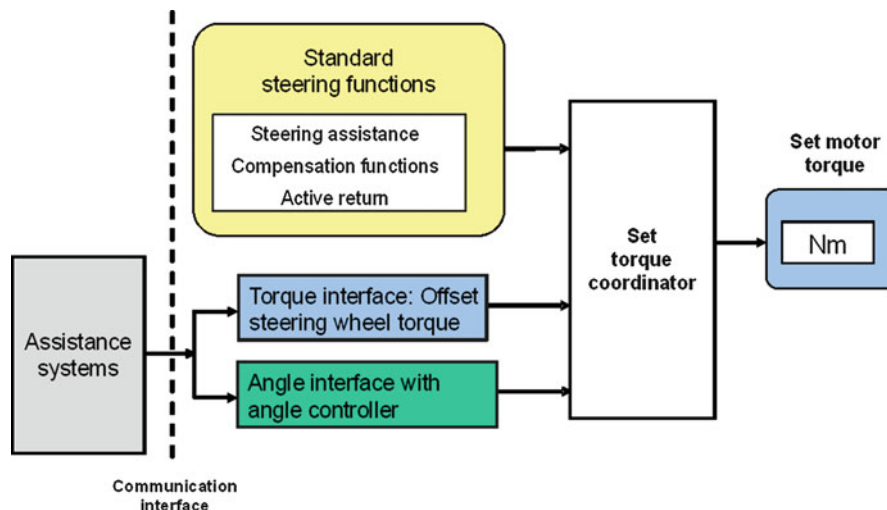 Standard
steering functions
Steering assistance
Compensation functions
Active return
Set motor
torque
Nm
Set
torque
coordinator
Torque interface: Offset
steering wheel torque
Assistance
systems
Angle interface with
angle controller
Communication
interface